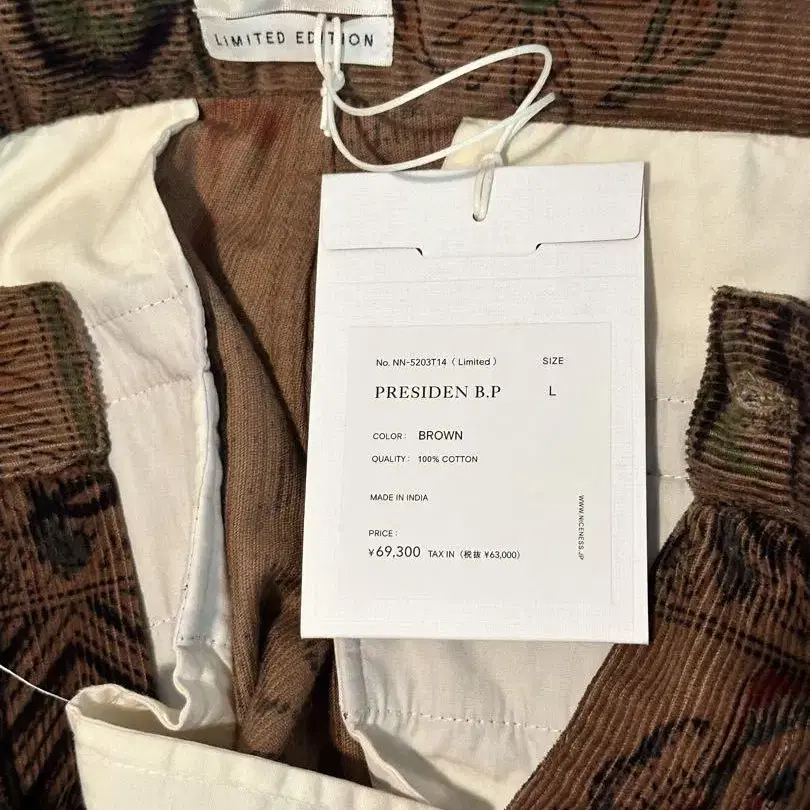 LIMITED EDITION
No. NN-5203T14 ( Limited )
SIZE
PRESIDEN B.P
L
COLOR: BROWN
QUALITY: 100% COTTON
MADE IN INDIA
WWW.NICENESS.JP
PRICE:
¥69,300 TAX IN (税抜 ¥63,000)